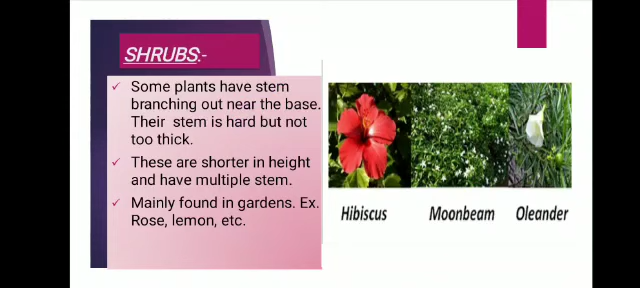 SHRUBS:-
✓ Some plants have stem
branching out near the base.
Their stem is hard but not
too thick.
✓ These are shorter in height
and have multiple stem.
✓ Mainly found in gardens. Ex.
Rose, lemon, etc.
Hibiscus Moonbeam Oleander